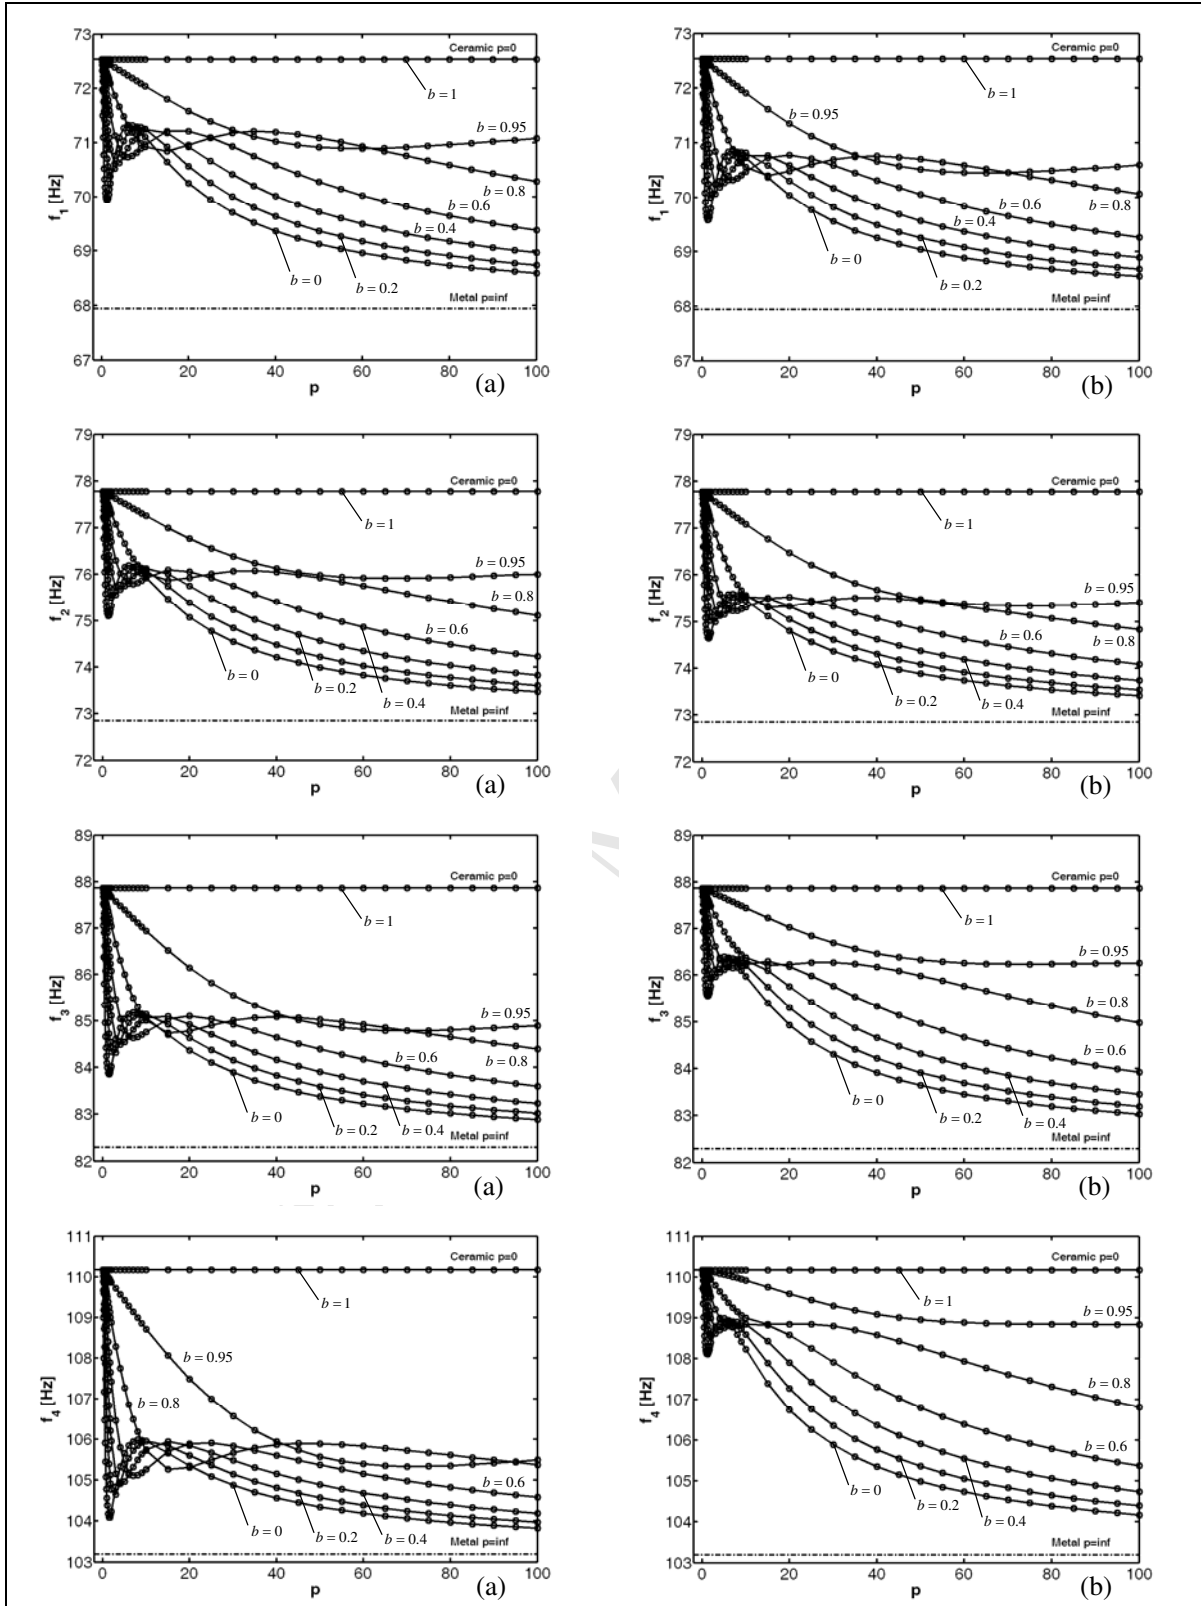 73
72
71
70
69
68
67
f1 [Hz]
Ceramic p=0
b = 1
b = 0.95
b = 0.8
b = 0.6
b = 0.4
b = 0.2
b = 0
Metal p=inf
0 20 40 60 80 100
p
(a)
73
72
71
70
69
68
67
f1 [Hz]
Ceramic p=0
b = 1
b = 0.95
b = 0.8
b = 0.6
b = 0.4
b = 0.2
b = 0
Metal p=inf
0 20 40 60 80 100
p
(b)
79
78
77
76
75
74
73
72
f2 [Hz]
Ceramic p=0
b = 1
b = 0.95
b = 0.8
b = 0.6
b = 0.4
b = 0.2
b = 0
Metal p=inf
0 20 40 60 80 100
p
(a)
79
78
77
76
75
74
73
72
f2 [Hz]
Ceramic p=0
b = 1
b = 0.95
b = 0.8
b = 0.6
b = 0.4
b = 0.2
b = 0
Metal p=inf
0 20 40 60 80 100
p
(b)
89
88
87
86
85
84
83
82
f3 [Hz]
Ceramic p=0
b = 1
b = 0.95
b = 0.8
b = 0.6
b = 0.4
b = 0.2
b = 0
Metal p=inf
0 20 40 60 80 100
p
(a)
89
88
87
86
85
84
83
82
f3 [Hz]
Ceramic p=0
b = 1
b = 0.95
b = 0.8
b = 0.6
b = 0.4
b = 0.2
b = 0
Metal p=inf
0 20 40 60 80 100
p
(b)
111
110
109
108
107
106
105
104
103
f4 [Hz]
Ceramic p=0
b = 1
b = 0.95
b = 0.8
b = 0.6
b = 0.4
b = 0.2
b = 0
Metal p=inf
0 20 40 60 80 100
p
(a)
111
110
109
108
107
106
105
104
103
f4 [Hz]
Ceramic p=0
b = 1
b = 0.95
b = 0.8
b = 0.6
b = 0.4
b = 0.2
b = 0
Metal p=inf
0 20 40 60 80 100
p
(b)